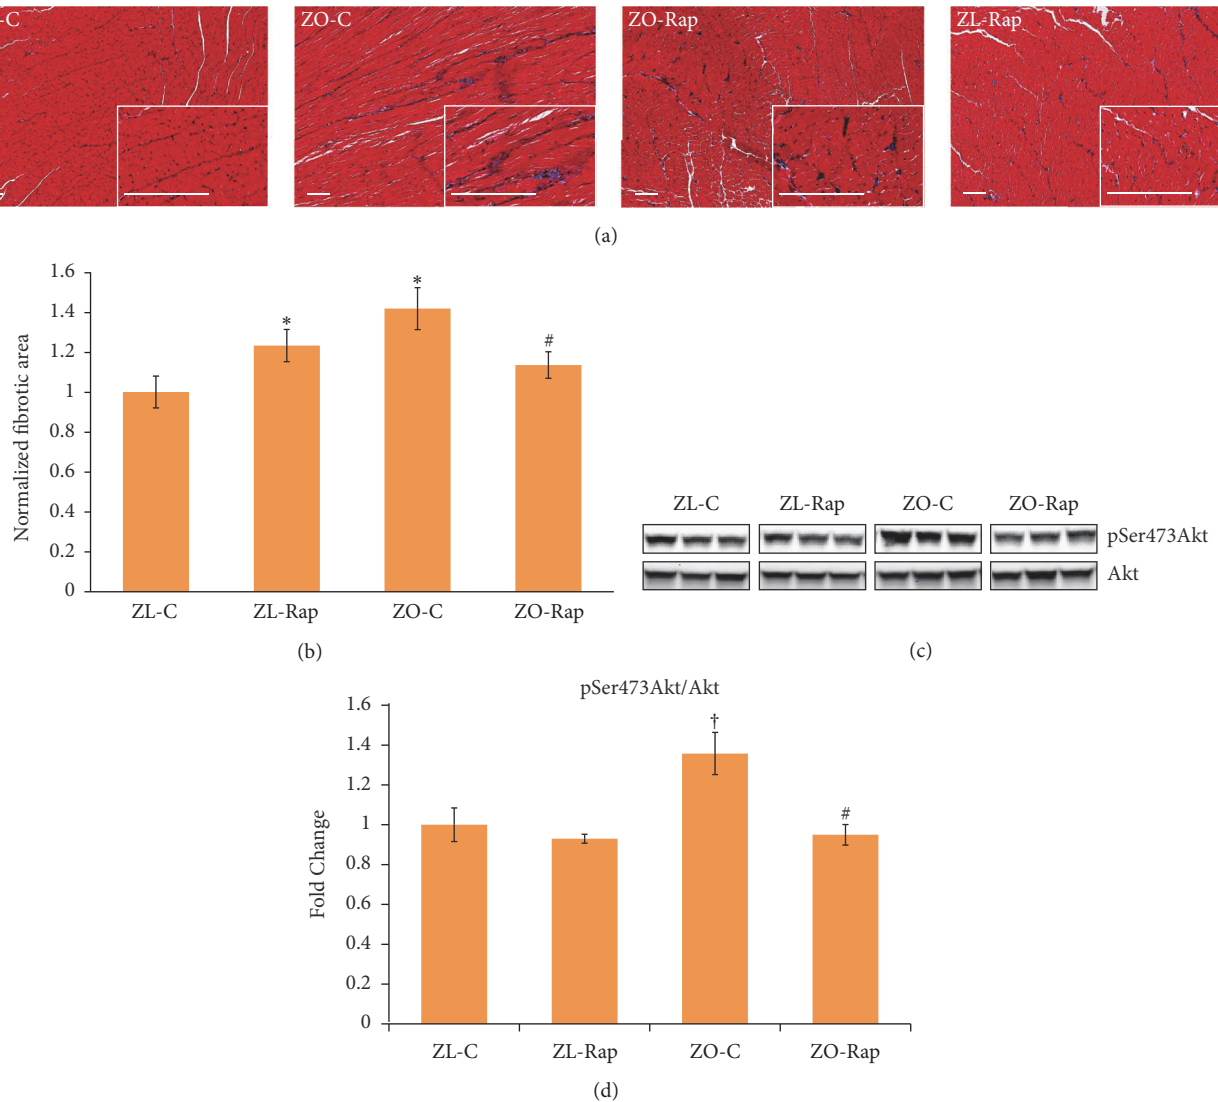 -C
ZO-C
ZO-Rap
ZL-Rap
(a)
1.6
1.4
1.2
1
0.8
0.6
0.4
0.2
0
Normalized fibrotic area
*
*
#
ZL-C
ZL-Rap
ZO-C
ZO-Rap
(b)
ZL-C
ZL-Rap
ZO-C
ZO-Rap
pSer473Akt
Akt
(c)
pSer473Akt/Akt
1.6
1.4
1.2
1
0.8
0.6
0.4
0.2
0
Fold Change
†
#
ZL-C
ZL-Rap
ZO-C
ZO-Rap
(d)